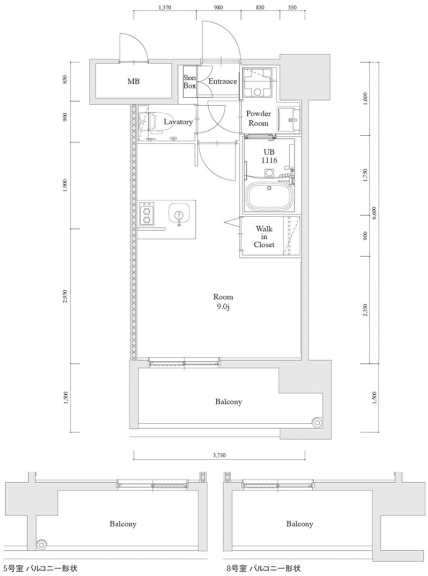 1,370
980
850
550
850
900
1,900
2,950
1,500
1,600
1,750
900
2,350
6,600
1,500
MB
Shoes
Box
Entrance
Lavatory
Powder
Room
UB
1116
Walk
in
Closet
Room
9.0j
Balcony
3,750
Balcony
Balcony
5号室 バルコニー形状
8号室 バルコニー形状